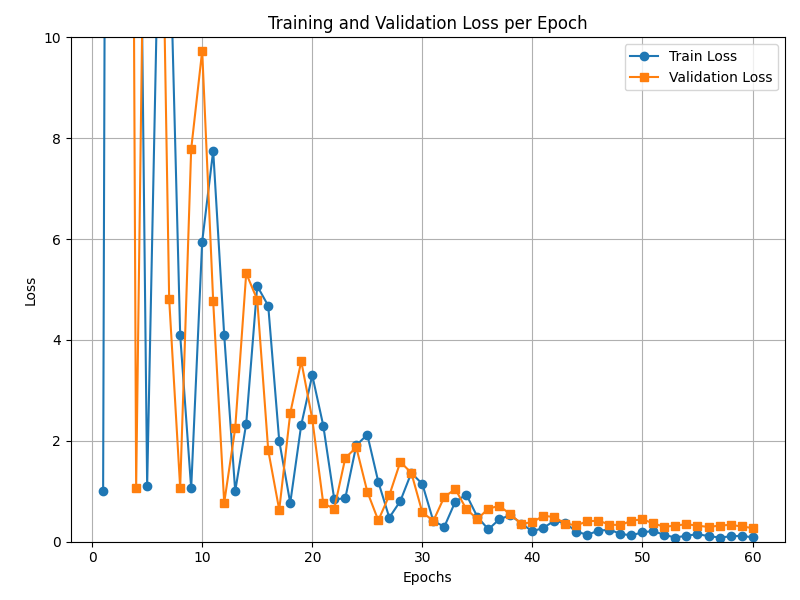 Training and Validation Loss per Epoch
Train Loss
Validation Loss
Loss
10
8
6
4
2
0
0 10 20 30 40 50 60
Epochs